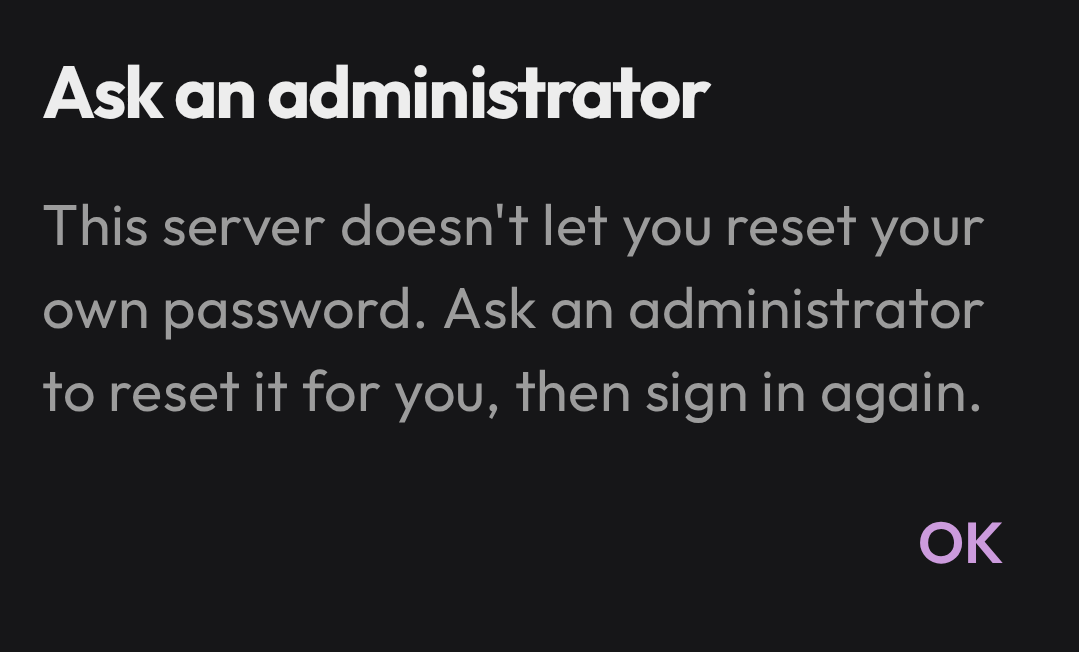 Ask an administrator
This server doesn't let you reset your
own password. Ask an administrator
to reset it for you, then sign in again.
OK